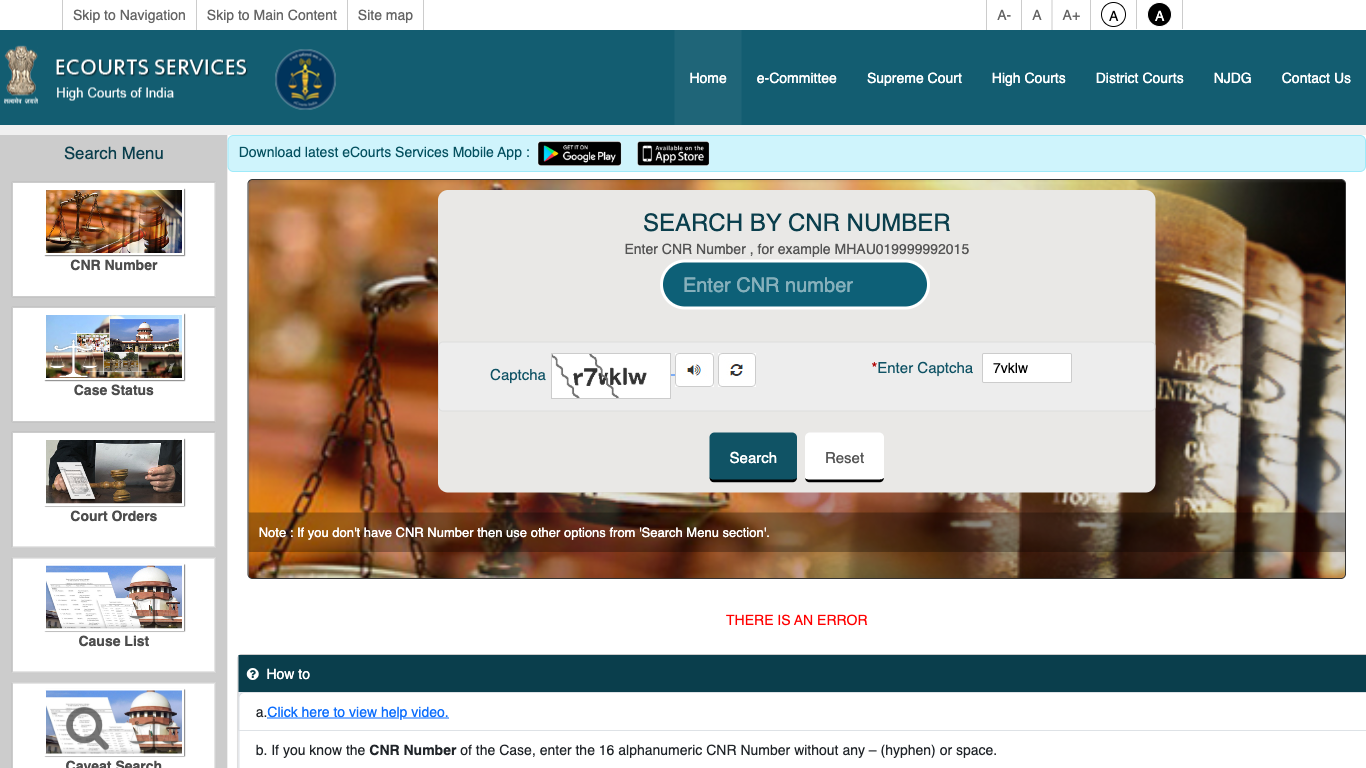 Skip to Navigation
Skip to Main Content
Site map
A-
A
A+
A
A
ECOURTS SERVICES
High Courts of India
सत्यमेव जयते
Home
e-Committee
Supreme Court
High Courts
District Courts
NJDG
Contact Us
Search Menu
CNR Number
Case Status
Court Orders
Cause List
Caveat Search
Download latest eCourts Services Mobile App :
GET IT ON
Google Play
Available on the
App Store
SEARCH BY CNR NUMBER
Enter CNR Number , for example MHAU019999992015
Enter CNR number
Captcha
r7vklw
*Enter Captcha
7vklw
Search
Reset
Note : If you don't have CNR Number then use other options from 'Search Menu section'.
THERE IS AN ERROR
How to
a.Click here to view help video.
b. If you know the CNR Number of the Case, enter the 16 alphanumeric CNR Number without any – (hyphen) or space.